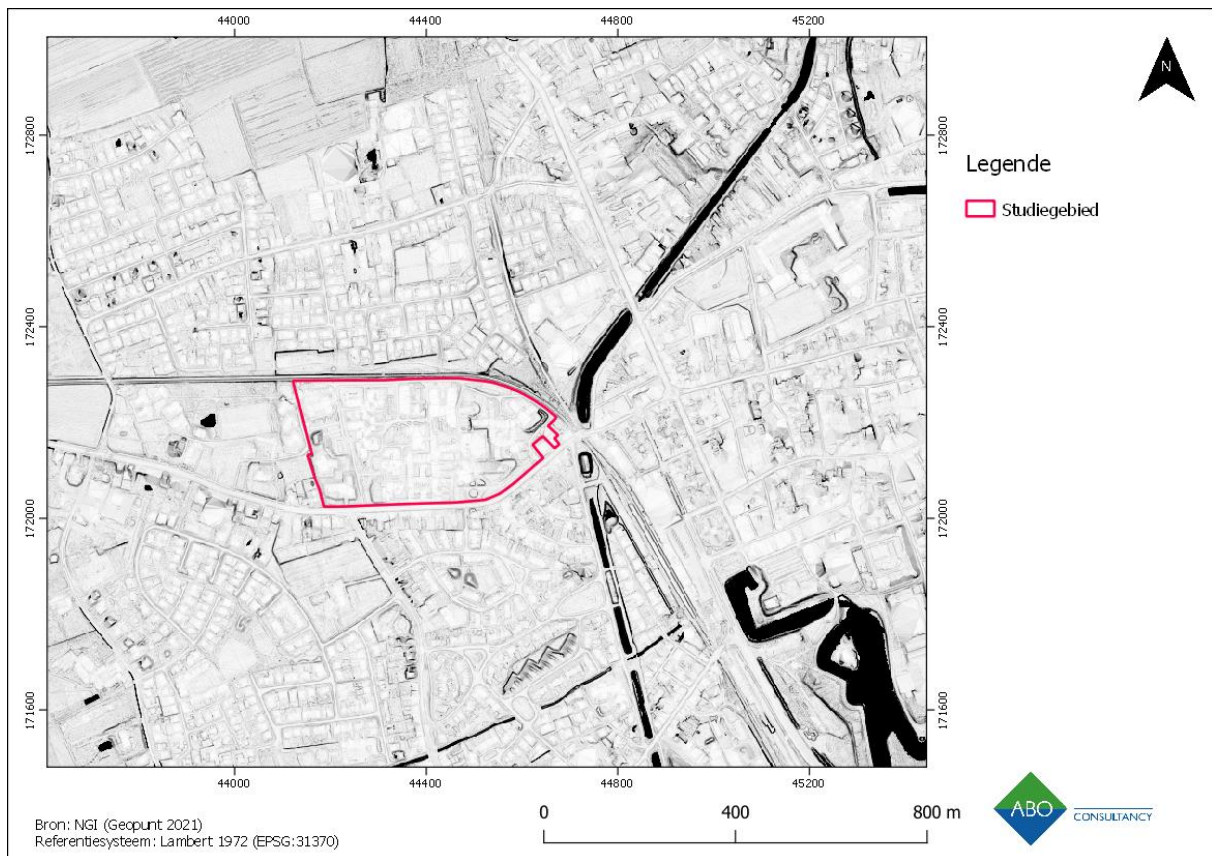 44000 44400 44800 45200
172800 172800
N
Legende
Studiegebied
172400 172400
172000 172000
171600 171600
44000 44400 44800 45200
Bron: NGI (Geopunt 2021)
Referentiesysteem: Lambert 1972 (EPSG:31370)
0 400 800 m
ABO
CONSULTANCY